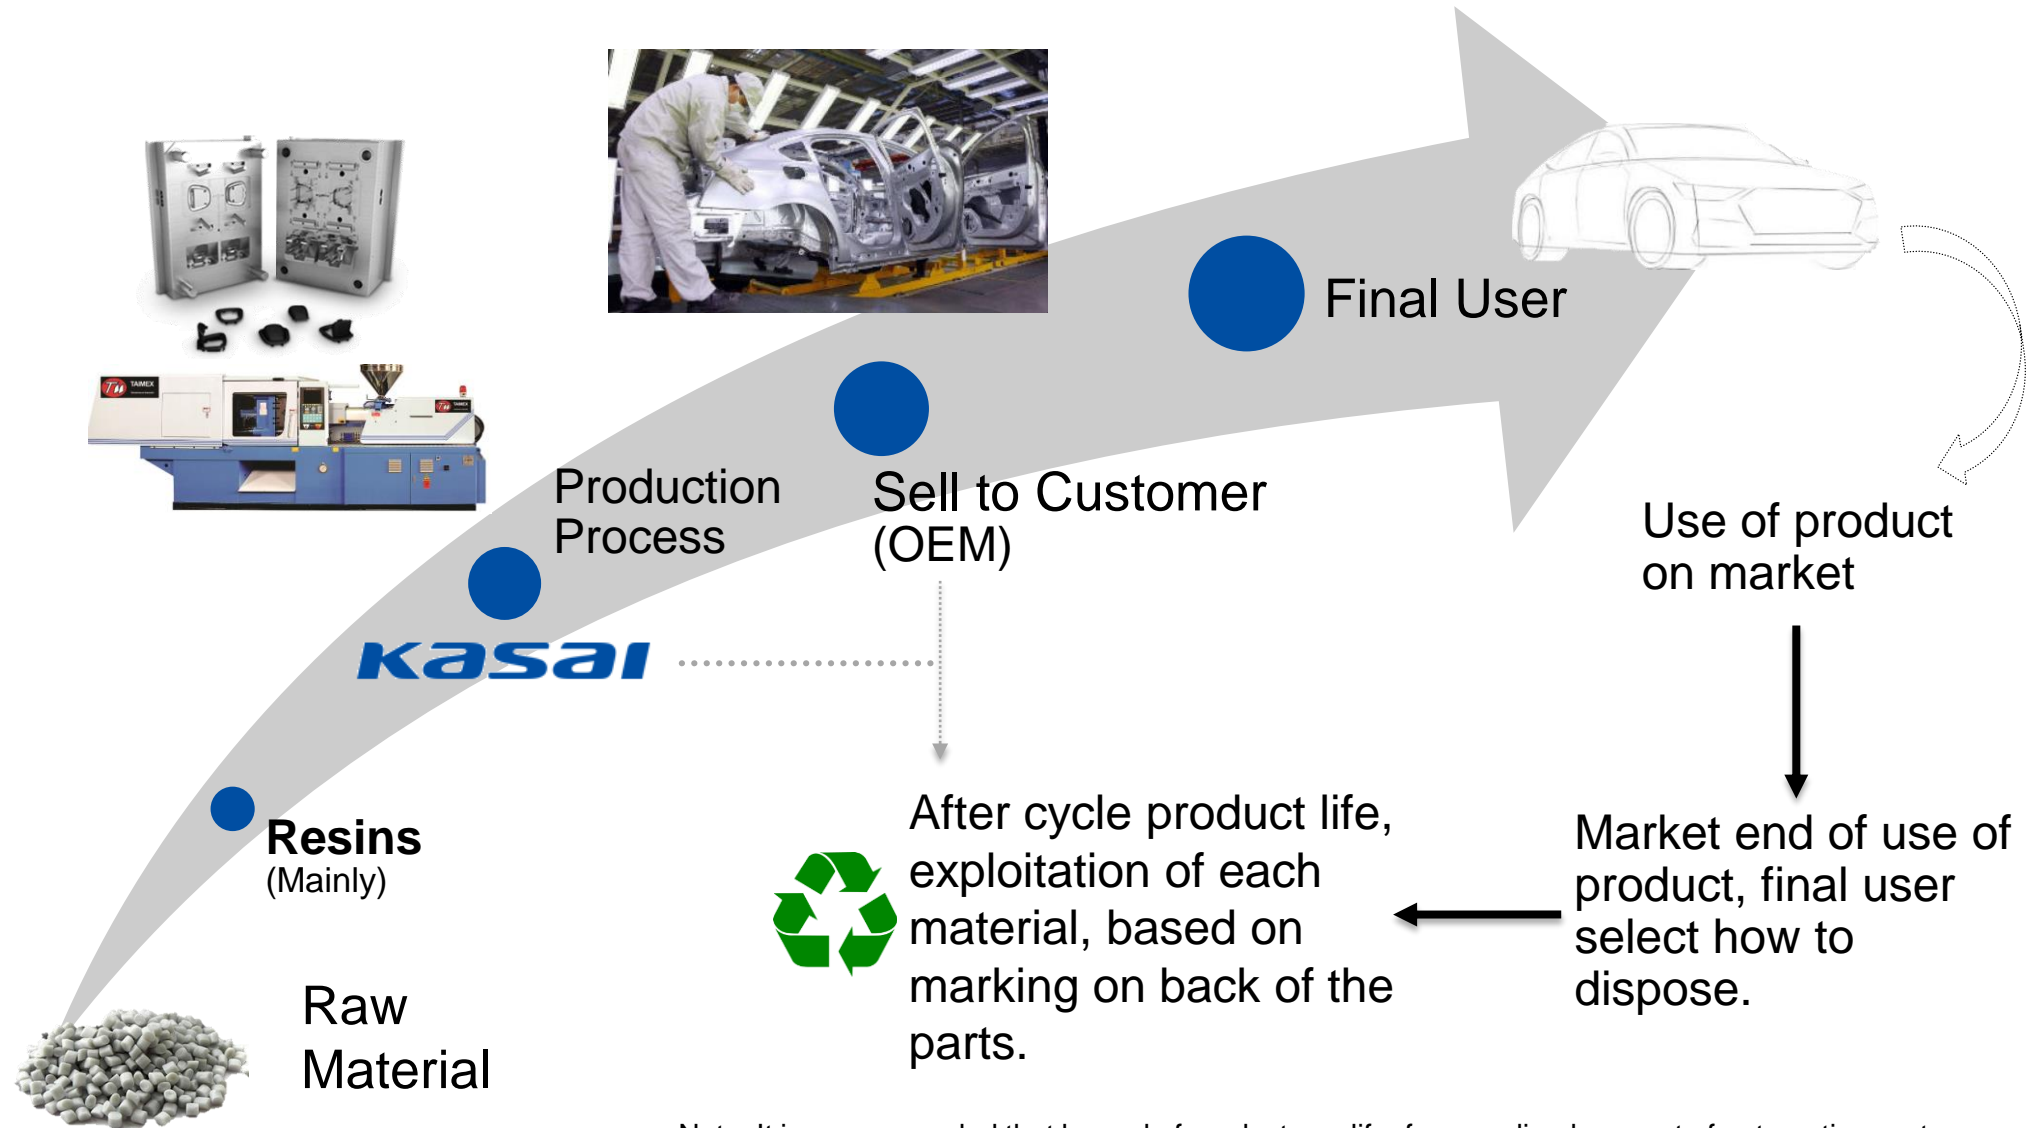 Final User
TAIMEX
TAIMEX
Production
Process
Sell to Customer
(OEM)
Use of product
on market
Kasai
After cycle product life,
exploitation of each
material, based on
marking on back of the
parts.
Market end of use of
product, final user
select how to
dispose.
Resins
(Mainly)
Raw
Material